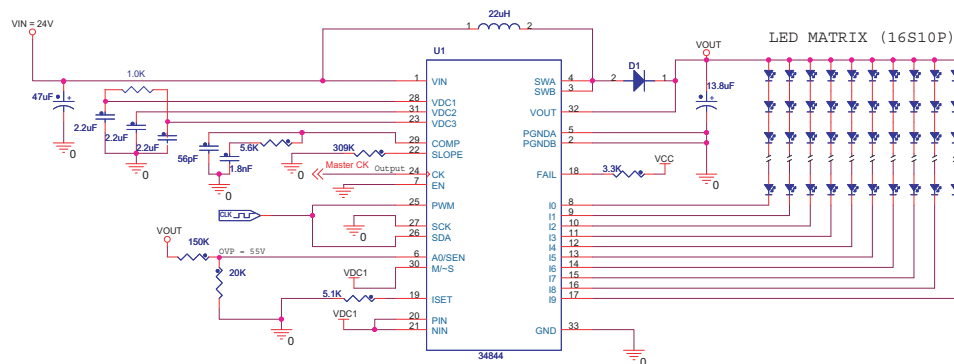 VIN = 24V
22uH
1 2
LED MATRIX (16S10P)
VOUT
U1
D1
2 1
1.0K
47uF
13.8uF
1 VIN
SWA 4
SWB 3
28 VDC1
31 VDC2
23 VDC3
VOUT 32
2.2uF
2.2uF
2.2uF
0
0
PGNDA 5
PGNDB 2
0
29 COMP
22 SLOPE
5.6K
309K
56pF
1.8nF
0
0
Master CK
Output
24 CK
7 EN
FAIL 18
3.3K
VCC
25 PWM
CLK
27 SCK
26 SDA
0
I0 8
I1 9
I2 10
I3 11
I4 12
I5 13
I6 14
I7 15
I8 16
I9 17
VOUT
150K
OVP = 55V
20K
6 A0/SEN
30 M/~S
VDC1
5.1K
19 ISET
0
VDC1
20 PIN
21 NIN
GND 33
0
34844